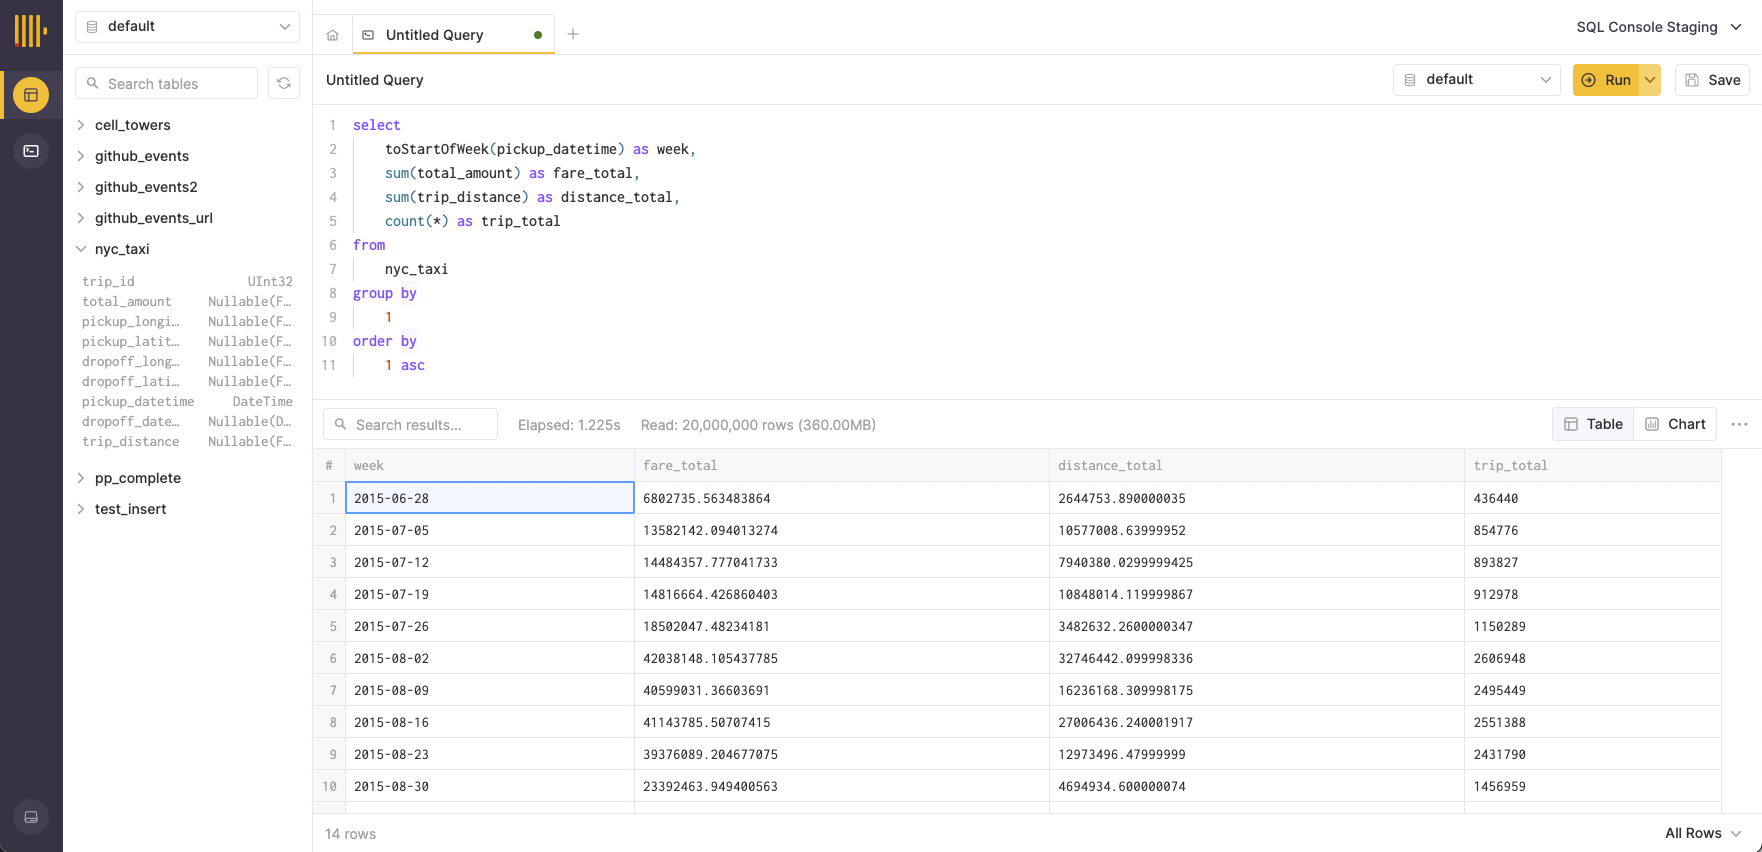 default
Search tables
cell_towers
github_events
github_events2
github_events_url
nyc_taxi
trip_id UInt32
total_amount Nullable(F…
pickup_longi… Nullable(F…
pickup_latit… Nullable(F…
dropoff_long… Nullable(F…
dropoff_lati… Nullable(F…
pickup_datetime DateTime
dropoff_date… Nullable(D…
trip_distance Nullable(F…
pp_complete
test_insert
Untitled Query
SQL Console Staging
Untitled Query
default
Run
Save
1 select
2 toStartOfWeek(pickup_datetime) as week,
3 sum(total_amount) as fare_total,
4 sum(trip_distance) as distance_total,
5 count(*) as trip_total
6 from
7 nyc_taxi
8 group by
9 1
10 order by
11 1 asc
Search results...
Elapsed: 1.225s
Read: 20,000,000 rows (360.00MB)
Table
Chart
# week fare_total distance_total trip_total
1 2015-06-28 6802735.563483864 2644753.890000035 436440
2 2015-07-05 13582142.094013274 10577008.63999952 854776
3 2015-07-12 14484357.777041733 7940380.0299999425 893827
4 2015-07-19 14816664.426860403 10848014.119999867 912978
5 2015-07-26 18502047.48234181 3482632.2600000347 1150289
6 2015-08-02 42038148.105437785 32746442.099998336 2606948
7 2015-08-09 40599031.36603691 16236168.309998175 2495449
8 2015-08-16 41143785.50707415 27006436.240001917 2551388
9 2015-08-23 39376089.204677075 12973496.47999999 2431790
10 2015-08-30 23392463.949400563 4694934.600000074 1456959
14 rows
All Rows